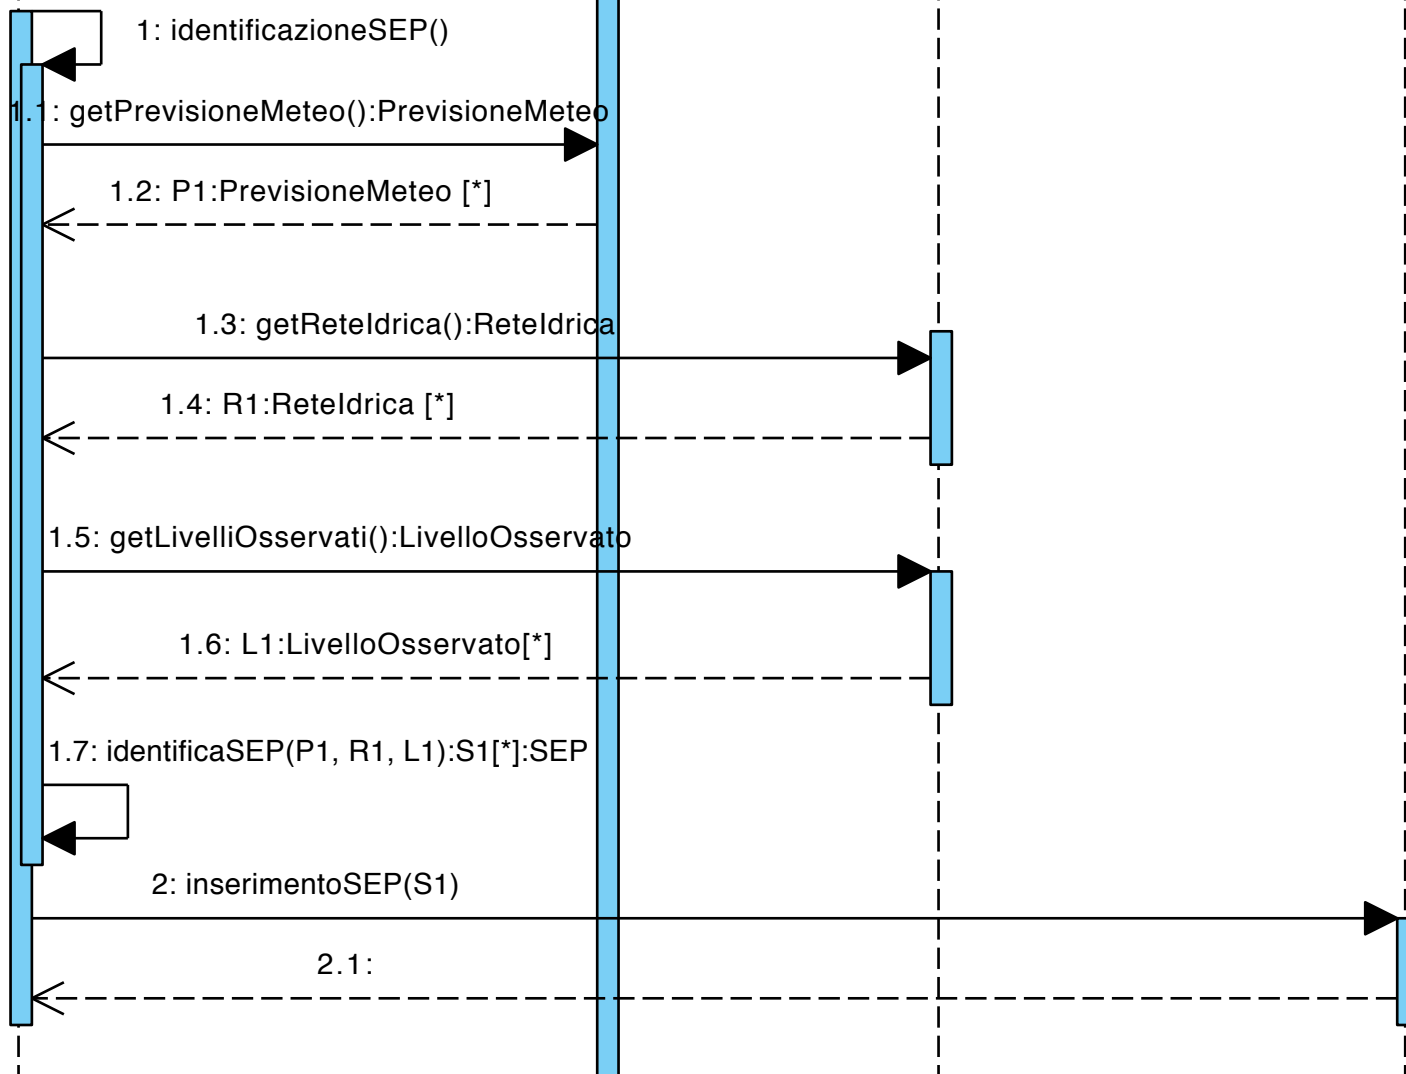 1: identificazioneSEP()
1.1: getPrevisioneMeteo():PrevisioneMeteo
1.2: P1:PrevisioneMeteo [*]
1.3: getReteIdrica():ReteIdrica
1.4: R1:ReteIdrica [*]
1.5: getLivelliOsservati():LivelloOsservato
1.6: L1:LivelloOsservato[*]
1.7: identificaSEP(P1, R1, L1):S1[*]:SEP
2: inserimentoSEP(S1)
2.1: